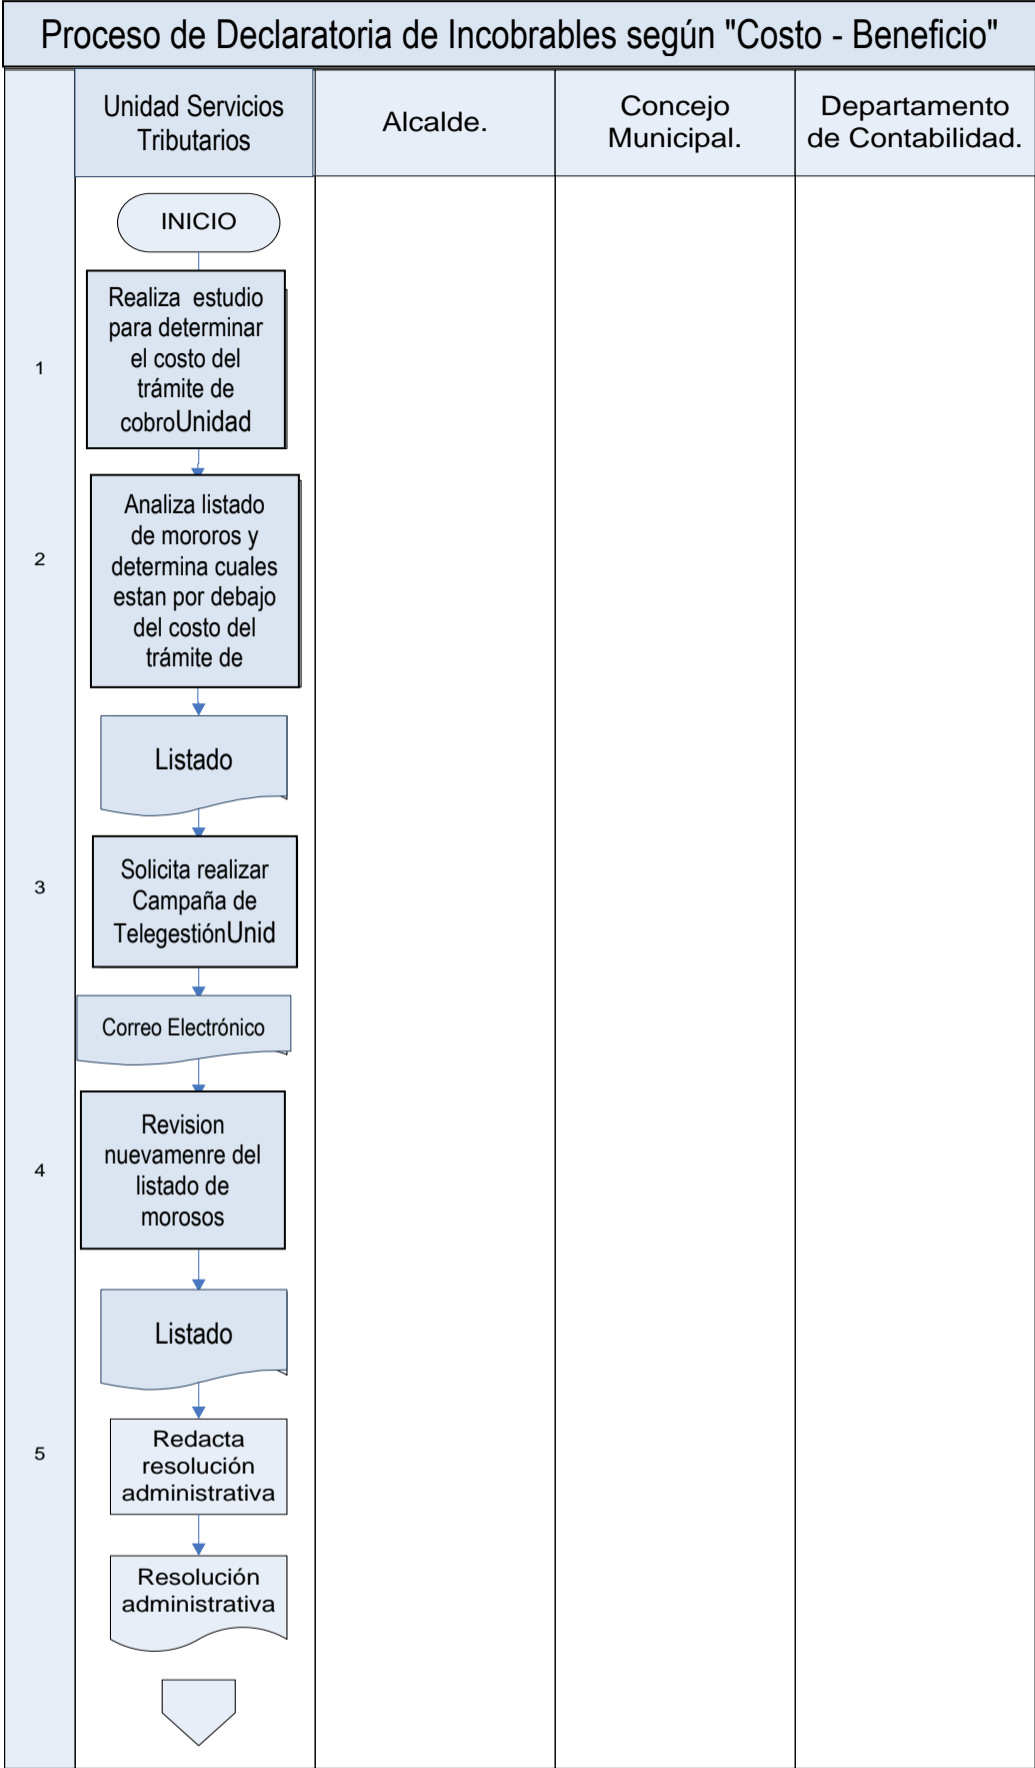 Proceso de Declaratoria de Incobrables según "Costo - Beneficio"
Unidad Servicios
Tributarios
Alcalde.
Concejo
Municipal.
Departamento
de Contabilidad.
INICIO
1
Realiza estudio
para determinar
el costo del
trámite de
cobroUnidad
2
Analiza listado
de mororos y
determina cuales
estan por debajo
del costo del
trámite de
Listado
3
Solicita realizar
Campaña de
TelegestiónUnid
Correo Electrónico
4
Revision
nuevamenre del
listado de
morosos
Listado
5
Redacta
resolución
administrativa
Resolución
administrativa